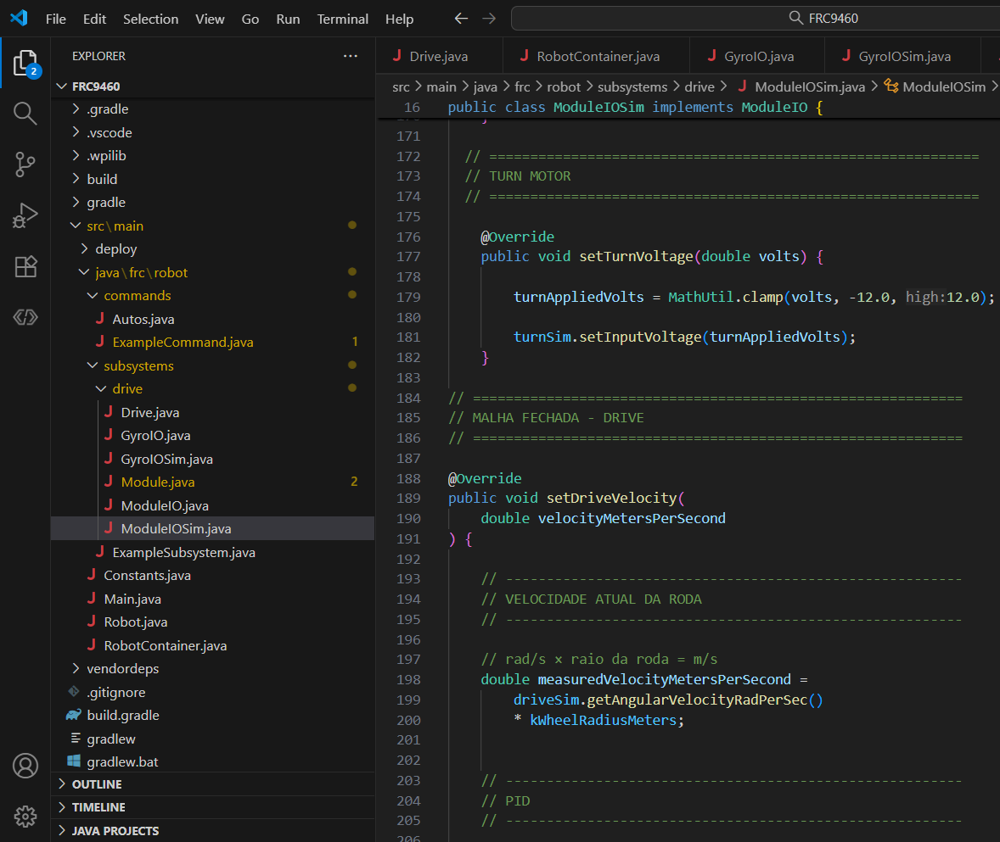 File Edit Selection View Go Run Terminal Help
FRC9460
2
EXPLORER
FRC9460
.gradle
.vscode
.wpilib
build
gradle
src\main
deploy
java\frc\robot
commands
Autos.java
ExampleCommand.java 1
subsystems
drive
Drive.java
GyroIO.java
GyroIOSim.java
Module.java 2
ModuleIO.java
ModuleIOSim.java
ExampleSubsystem.java
Constants.java
Main.java
Robot.java
RobotContainer.java
vendordeps
.gitignore
build.gradle
gradlew
gradlew.bat
OUTLINE
TIMELINE
JAVA PROJECTS
Drive.java RobotContainer.java GyroIO.java GyroIOSim.java
src > main > java > frc > robot > subsystems > drive > ModuleIOSim.java > ModuleIOSim >
16 public class ModuleIOSim implements ModuleIO {
171
172 // ============================================================
173 // TURN MOTOR
174 // ============================================================
175
176 @Override
177 public void setTurnVoltage(double volts) {
178
179 turnAppliedVolts = MathUtil.clamp(volts, -12.0, high:12.0);
180
181 turnSim.setInputVoltage(turnAppliedVolts);
182 }
183
184 // ============================================================
185 // MALHA FECHADA - DRIVE
186 // ============================================================
187
188 @Override
189 public void setDriveVelocity(
190 double velocityMetersPerSecond
191 ) {
192
193 // --------------------------------------------------------
194 // VELOCIDADE ATUAL DA RODA
195 // --------------------------------------------------------
196
197 // rad/s × raio da roda = m/s
198 double measuredVelocityMetersPerSecond =
199 driveSim.getAngularVelocityRadPerSec()
200 * kWheelRadiusMeters;
201
202
203 // --------------------------------------------------------
204 // PID
205 // --------------------------------------------------------
206